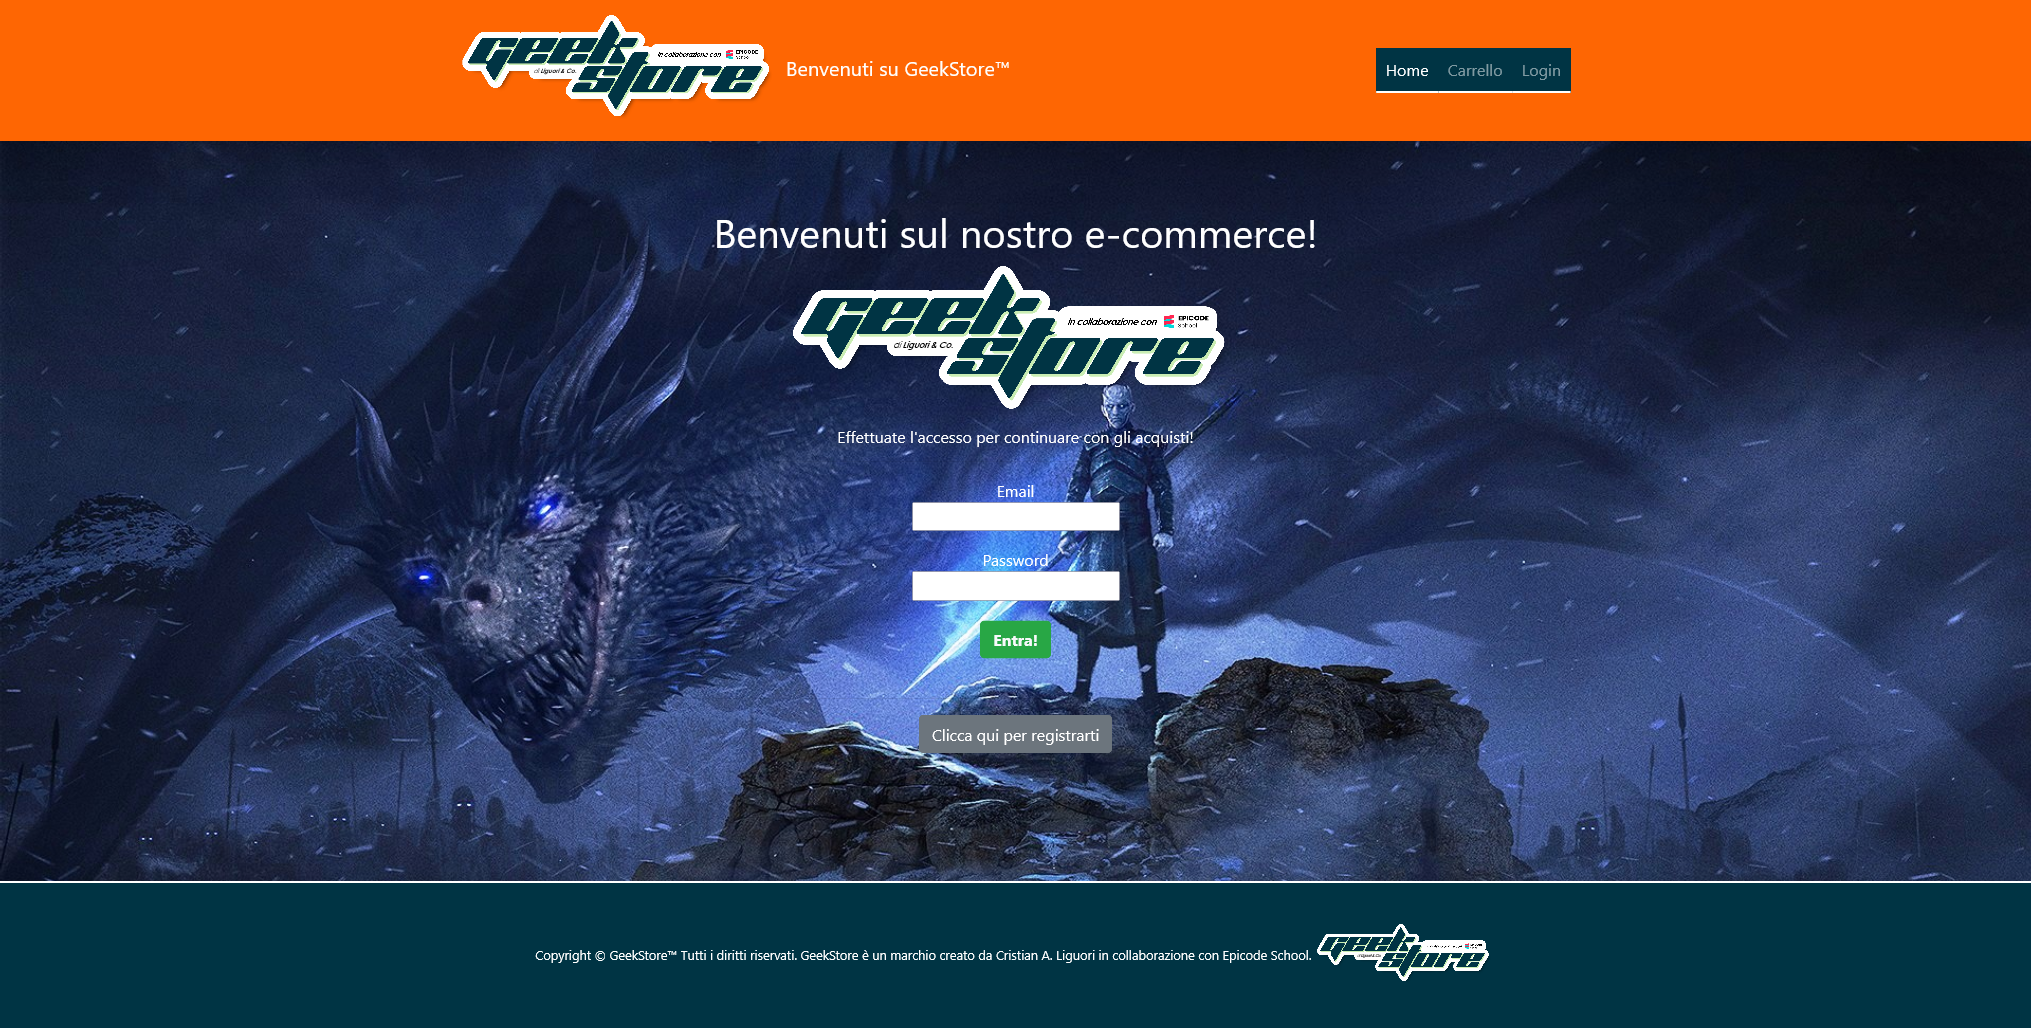 geek store
in collaborazione con EPICODE School
di Liguori & Co.
Benvenuti su GeekStore™
Home Carrello Login
Benvenuti sul nostro e-commerce!
geek store
in collaborazione con EPICODE School
di Liguori & Co.
Effettuate l'accesso per continuare con gli acquisti!
Email
Password
Entra!
Clicca qui per registrarti
Copyright © GeekStore™ Tutti i diritti riservati. GeekStore è un marchio creato da Cristian A. Liguori in collaborazione con Epicode School.
geek store